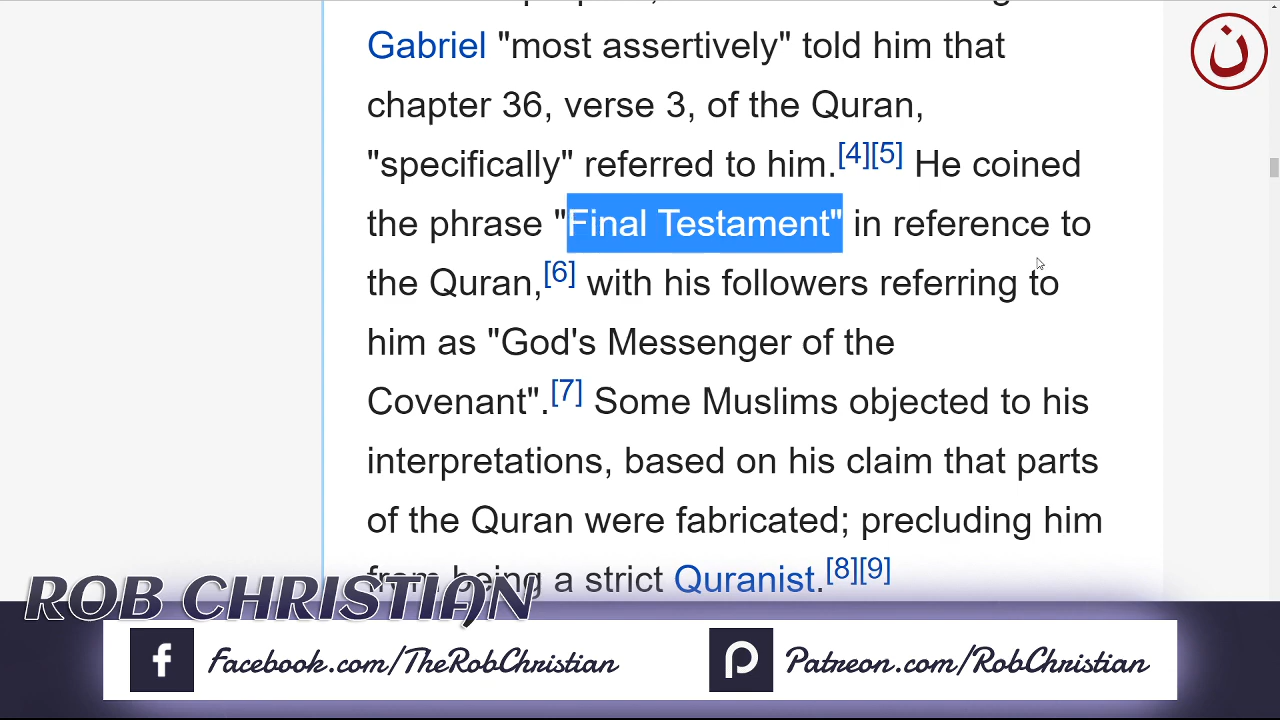 Gabriel "most assertively" told him that
chapter 36, verse 3, of the Quran,
"specifically" referred to him.[4][5] He coined
the phrase "Final Testament" in reference to
the Quran,[6] with his followers referring to
him as "God's Messenger of the
Covenant".[7] Some Muslims objected to his
interpretations, based on his claim that parts
of the Quran were fabricated; precluding him
from being a strict Quranist.[8][9]
ROB CHRISTIAN
Facebook.com/TheRobChristian
Patreon.com/RobChristian
ن